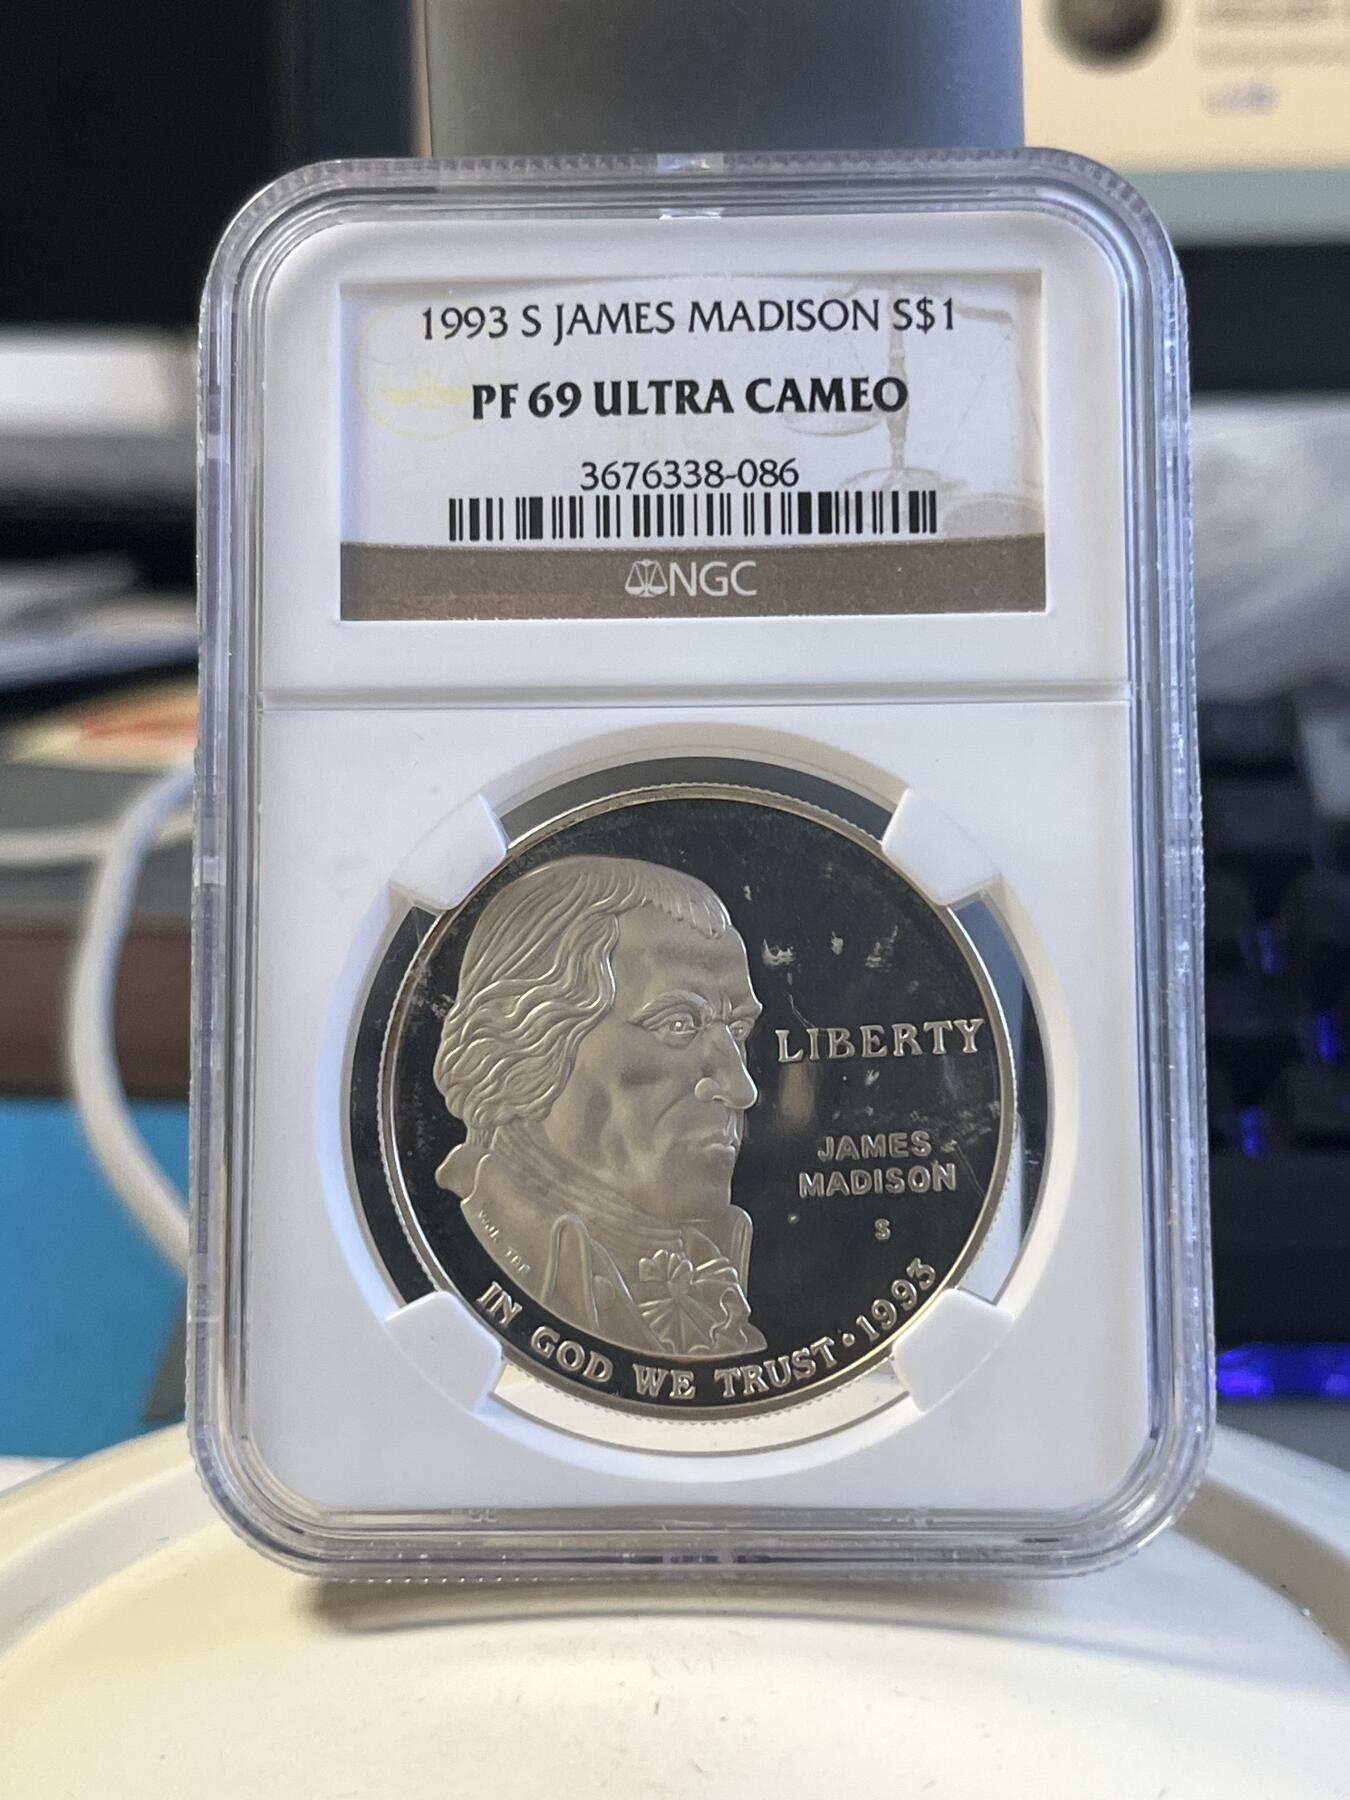 1993 S JAMES MADISON S$1
PF 69 ULTRA CAMEO
3676338-086
NGC
LIBERTY
JAMES
MADISON
S
IN GOD WE TRUST • 1993